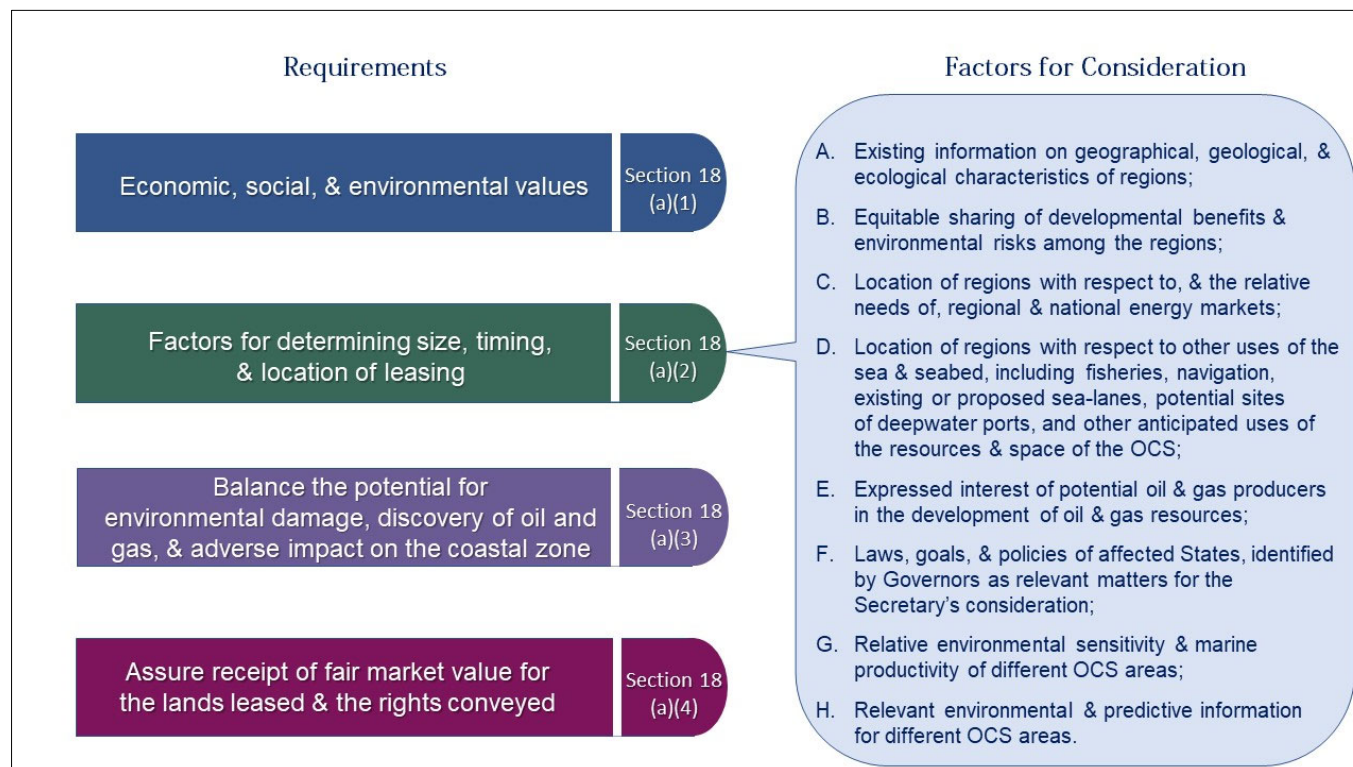 Requirements
Economic, social, & environmental values
Section 18
(a)(1)
Factors for determining size, timing,
& location of leasing
Section 18
(a)(2)
Balance the potential for
environmental damage, discovery of oil and
gas, & adverse impact on the coastal zone
Section 18
(a)(3)
Assure receipt of fair market value for
the lands leased & the rights conveyed
Section 18
(a)(4)
Factors for Consideration
A. Existing information on geographical, geological, &
ecological characteristics of regions;
B. Equitable sharing of developmental benefits &
environmental risks among the regions;
C. Location of regions with respect to, & the relative
needs of, regional & national energy markets;
D. Location of regions with respect to other uses of the
sea & seabed, including fisheries, navigation,
existing or proposed sea-lanes, potential sites
of deepwater ports, and other anticipated uses of
the resources & space of the OCS;
E. Expressed interest of potential oil & gas producers
in the development of oil & gas resources;
F. Laws, goals, & policies of affected States, identified
by Governors as relevant matters for the
Secretary's consideration;
G. Relative environmental sensitivity & marine
productivity of different OCS areas;
H. Relevant environmental & predictive information
for different OCS areas.